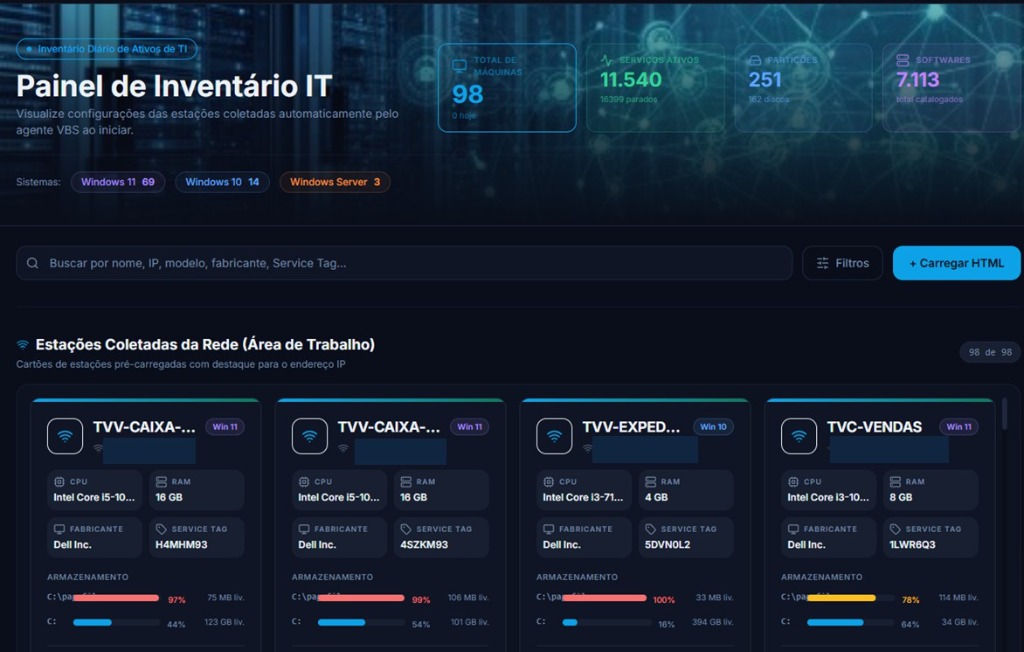 Inventário Diário de Ativos de TI
Painel de Inventário IT
Visualize configurações das estações coletadas automaticamente pelo
agente VBS ao iniciar.
TOTAL DE
MÁQUINAS
98
0 hoje
SERVIÇOS ATIVOS
11.540
16399 parados
PARTIÇÕES
251
162 discos
SOFTWARES
7.113
total catalogados
Sistemas: Windows 11 69 Windows 10 14 Windows Server 3
Buscar por nome, IP, modelo, fabricante, Service Tag...
Filtros
+ Carregar HTML
Estações Coletadas da Rede (Área de Trabalho)
Cartões de estações pré-carregadas com destaque para o endereço IP
98 de 98
TVV-CAIXA-... Win 11
CPU RAM
Intel Core i5-10... 16 GB
FABRICANTE SERVICE TAG
Dell Inc. H4MHM93
ARMAZENAMENTO
97% 75 MB liv.
C: 44% 123 GB liv.
TVV-CAIXA-... Win 11
CPU RAM
Intel Core i5-10... 16 GB
FABRICANTE SERVICE TAG
Dell Inc. 4SZKM93
ARMAZENAMENTO
99% 106 MB liv.
C: 54% 101 GB liv.
TVV-EXPED... Win 10
CPU RAM
Intel Core i3-71... 4 GB
FABRICANTE SERVICE TAG
Dell Inc. 5DVN0L2
ARMAZENAMENTO
100% 33 MB liv.
C: 16% 394 GB liv.
TVC-VENDAS Win 11
CPU RAM
Intel Core i3-10... 8 GB
FABRICANTE SERVICE TAG
Dell Inc. 1LWR6Q3
ARMAZENAMENTO
78% 114 MB liv.
C: 64% 34 GB liv.